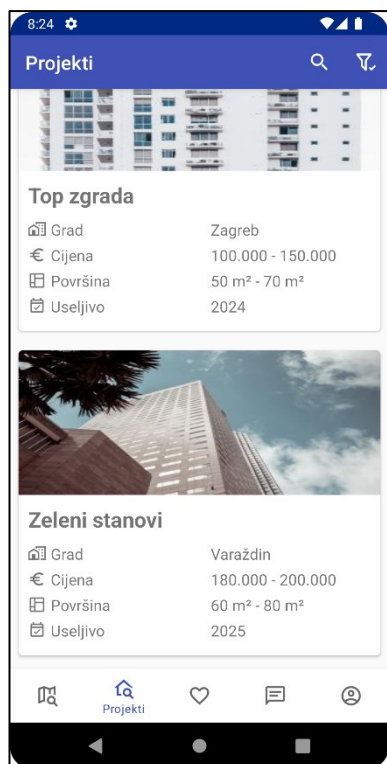 8:24
Projekti
Top zgrada
Grad Zagreb
Cijena 100.000 - 150.000
Površina 50 m² - 70 m²
Useljivo 2024
Zeleni stanovi
Grad Varaždin
Cijena 180.000 - 200.000
Površina 60 m² - 80 m²
Useljivo 2025
Projekti